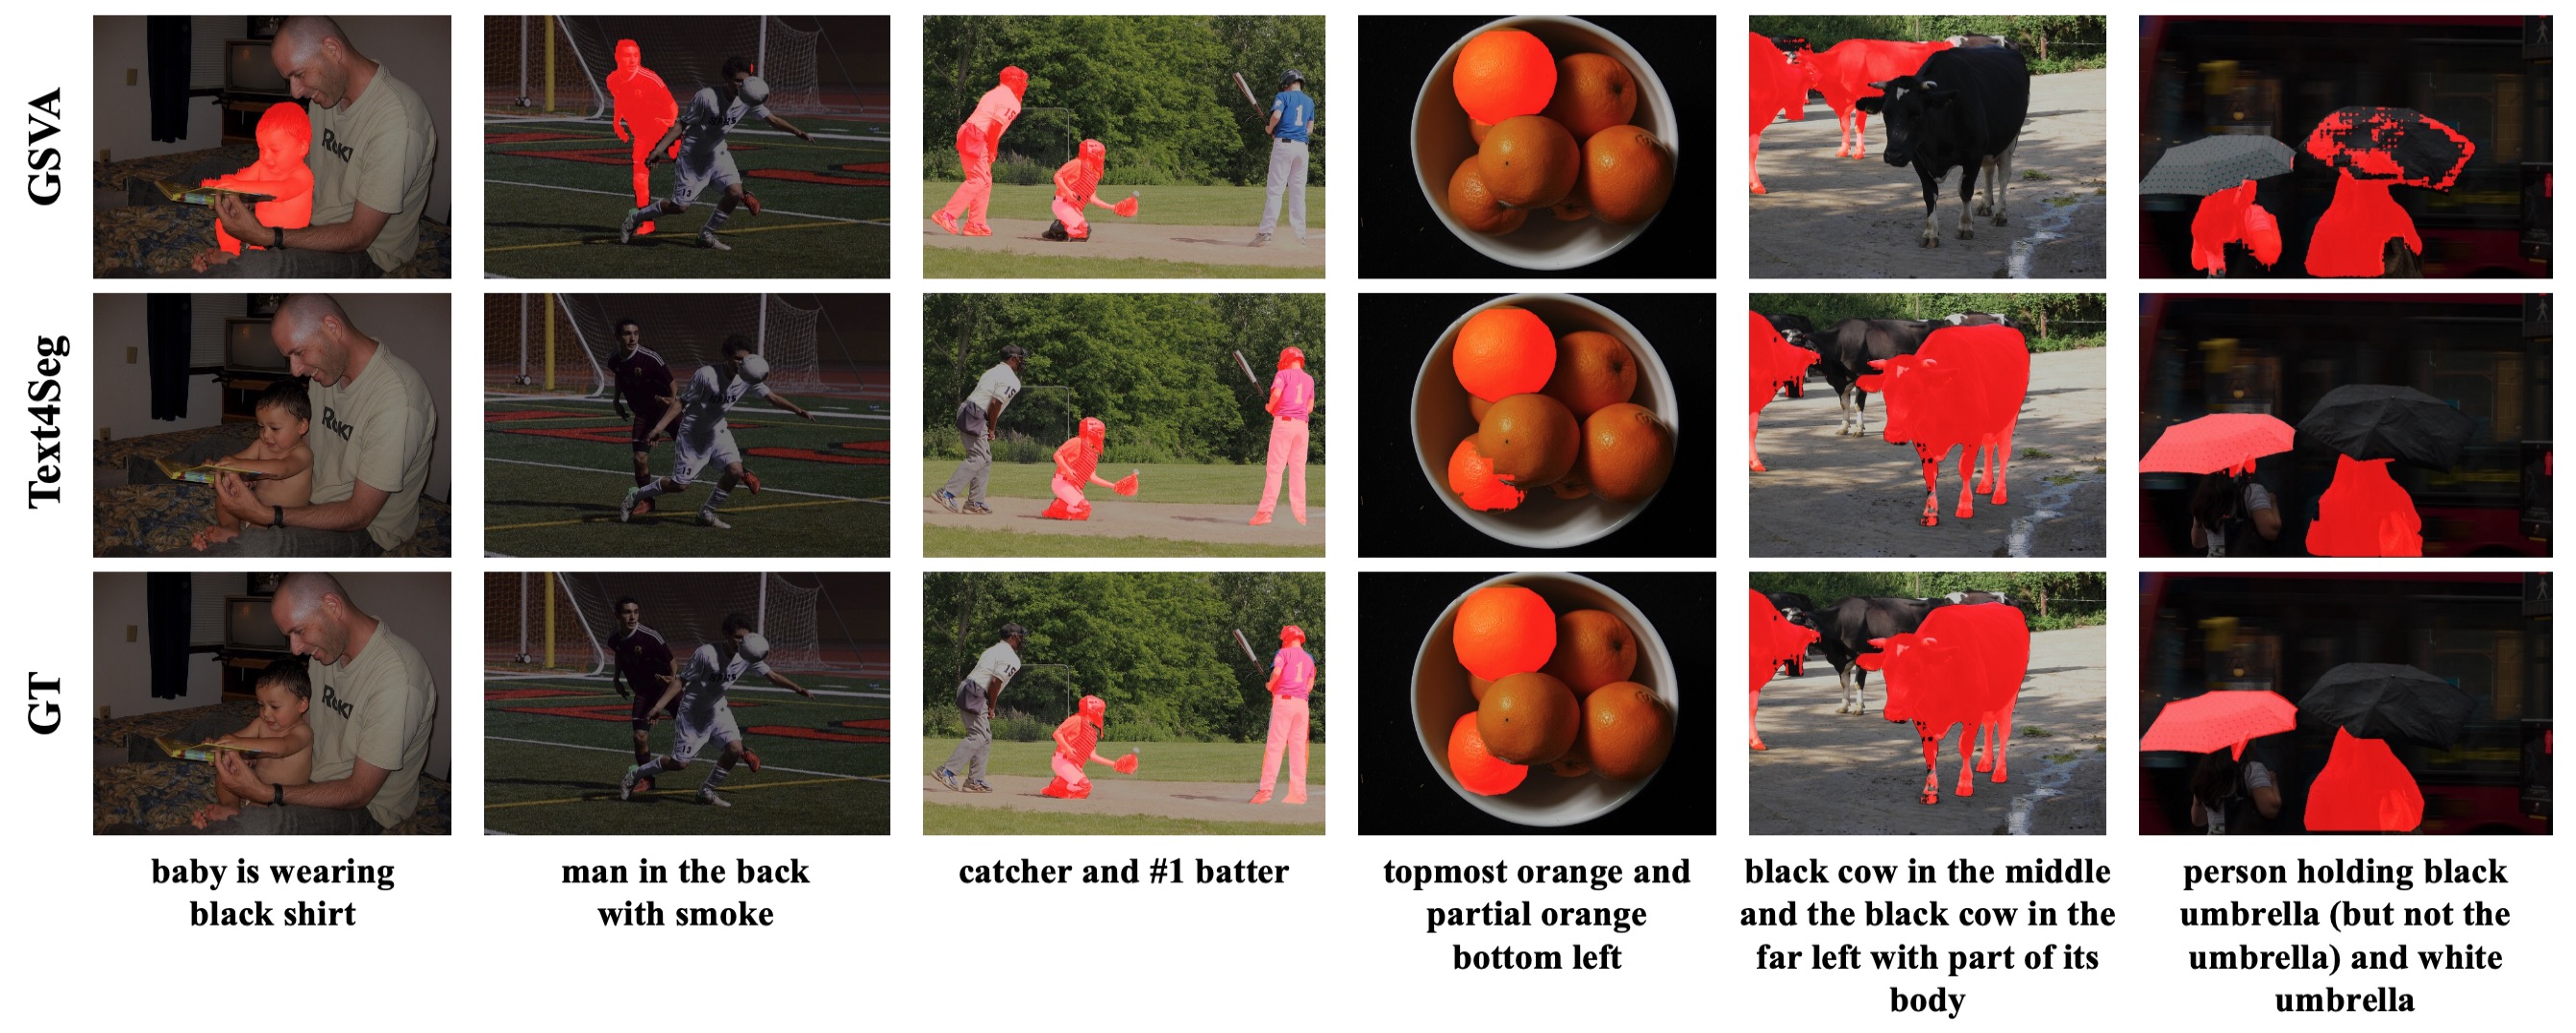 GSVA
Text4Seg
GT
baby is wearing
black shirt
man in the back
with smoke
catcher and #1 batter
topmost orange and
partial orange
bottom left
black cow in the middle
and the black cow in the
far left with part of its
body
person holding black
umbrella (but not the
umbrella) and white
umbrella